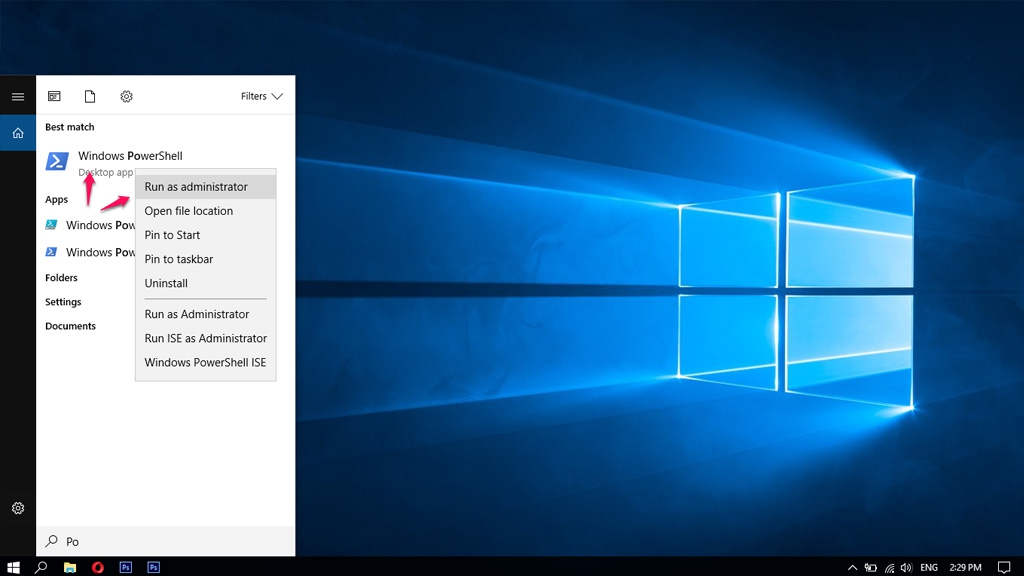 Filters
Best match
Windows PowerShell
Desktop app
Run as administrator
Apps
Open file location
Windows Pow
Pin to Start
Windows Pow
Pin to taskbar
Folders
Uninstall
Settings
Run as Administrator
Documents
Run ISE as Administrator
Windows PowerShell ISE
Po
Ps
Ps
ENG
2:29 PM